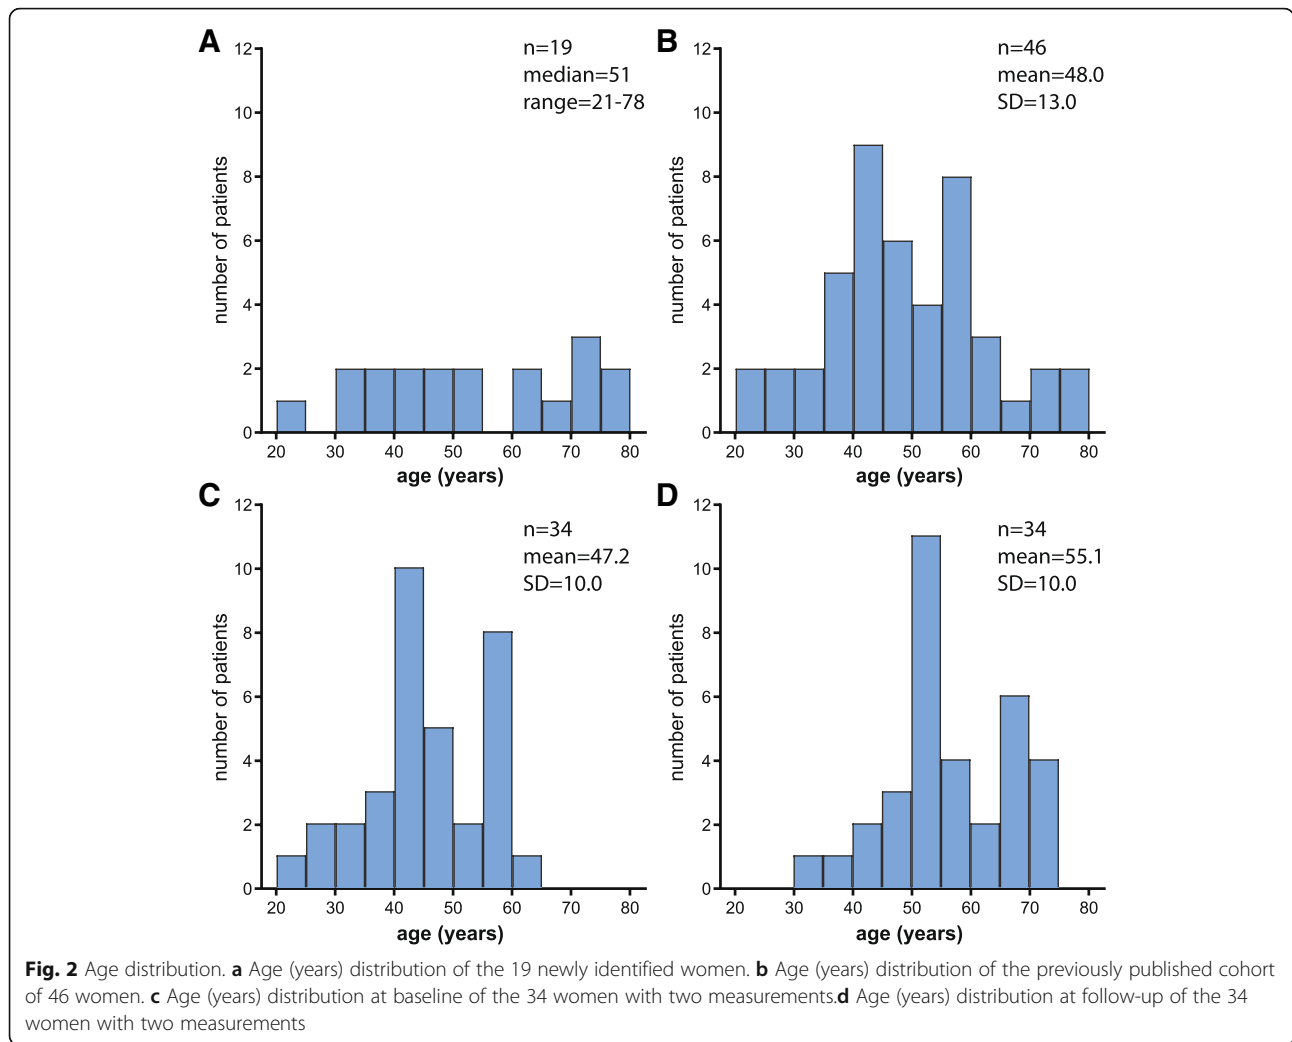 A
12
10
8
6
4
2
0
number of patients
n=19
median=51
range=21-78
20 30 40 50 60 70 80
age (years)
B
12
10
8
6
4
2
0
number of patients
n=46
mean=48.0
SD=13.0
20 30 40 50 60 70 80
age (years)
C
12
10
8
6
4
2
0
number of patients
n=34
mean=47.2
SD=10.0
20 30 40 50 60 70 80
age (years)
D
12
10
8
6
4
2
0
number of patients
n=34
mean=55.1
SD=10.0
20 30 40 50 60 70 80
age (years)
Fig. 2 Age distribution. a Age (years) distribution of the 19 newly identified women. b Age (years) distribution of the previously published cohort
of 46 women. c Age (years) distribution at baseline of the 34 women with two measurements.d Age (years) distribution at follow-up of the 34
women with two measurements